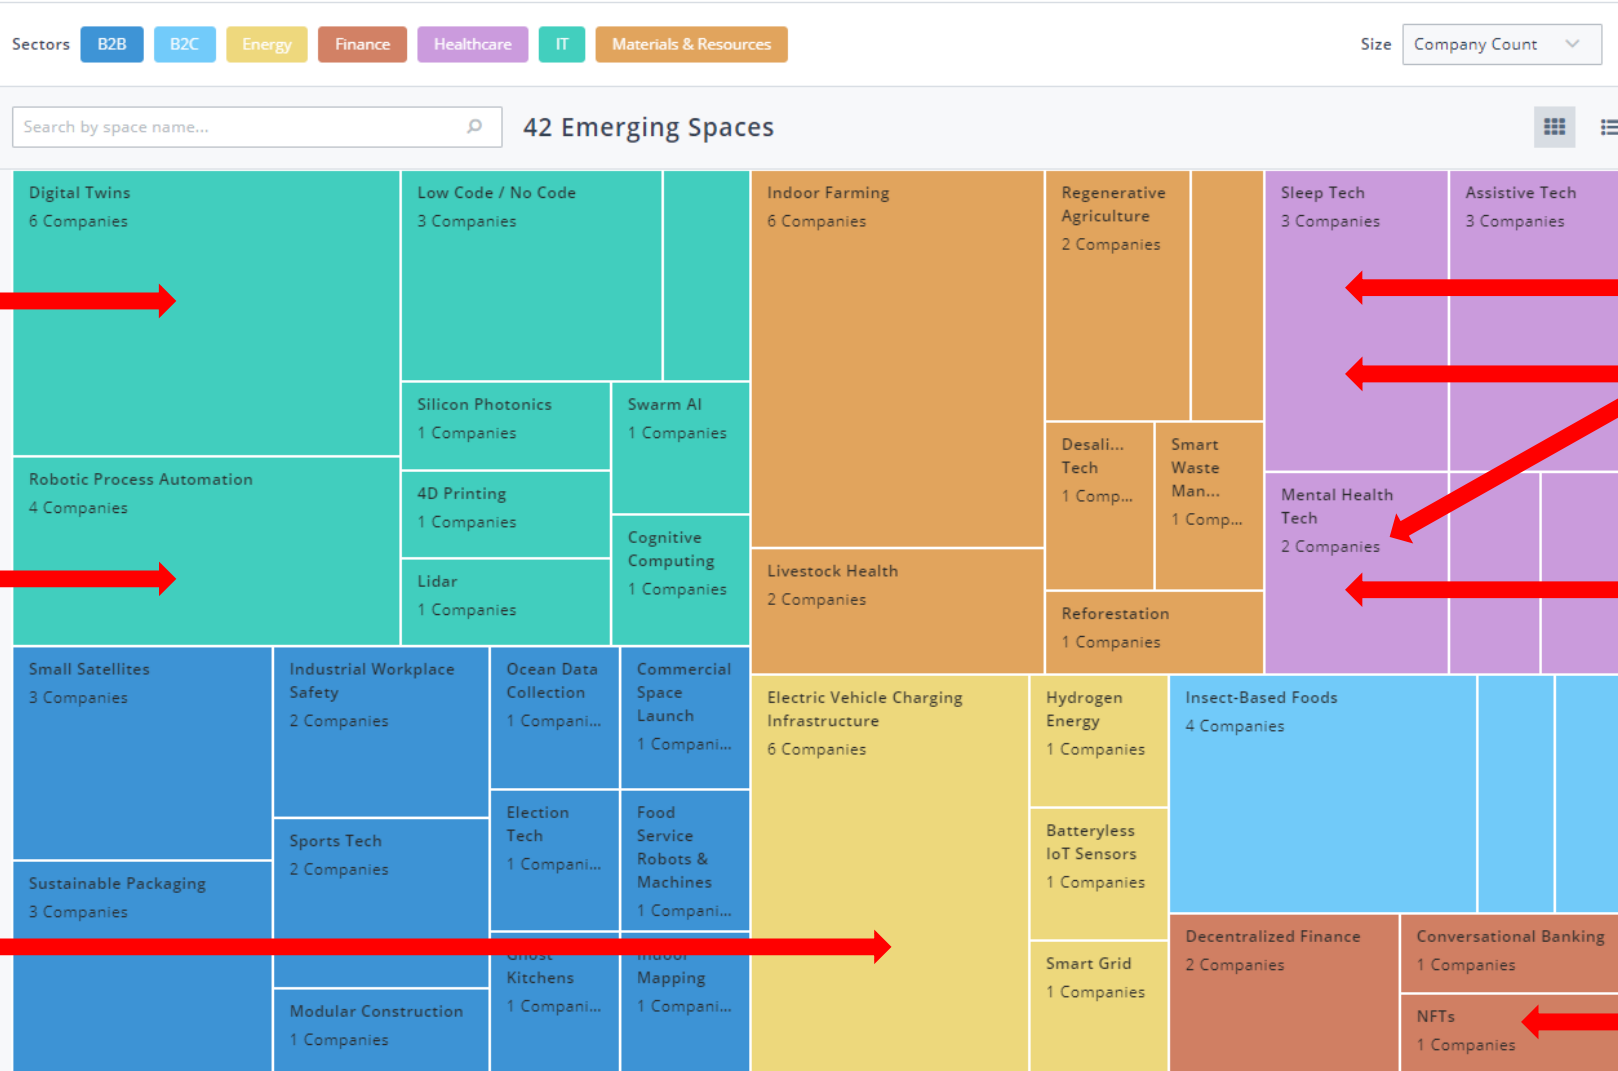 Sectors B2B B2C Energy Finance Healthcare IT Materials & Resources Size Company Count
Search by space name... 42 Emerging Spaces
Digital Twins
6 Companies
Low Code / No Code
3 Companies
Indoor Farming
6 Companies
Regenerative
Agriculture
2 Companies
Sleep Tech
3 Companies
Assistive Tech
3 Companies
Silicon Photonics
1 Companies
Swarm AI
1 Companies
Desali...
Tech
1 Comp...
Smart
Waste
Man...
1 Comp...
Robotic Process Automation
4 Companies
4D Printing
1 Companies
Mental Health
Tech
2 Companies
Cognitive
Computing
1 Companies
Lidar
1 Companies
Livestock Health
2 Companies
Reforestation
1 Companies
Small Satellites
3 Companies
Industrial Workplace
Safety
2 Companies
Ocean Data
Collection
1 Compani...
Commercial
Space
Launch
1 Compani...
Electric Vehicle Charging
Infrastructure
6 Companies
Hydrogen
Energy
1 Companies
Insect-Based Foods
4 Companies
Sports Tech
2 Companies
Election
Tech
1 Compani...
Food
Service
Robots &
Machines
1 Compani...
Batteryless
IoT Sensors
1 Companies
Sustainable Packaging
3 Companies
Ghost
Kitchens
1 Compani...
Indoor
Mapping
1 Compani...
Smart Grid
1 Companies
Decentralized Finance
2 Companies
Conversational Banking
1 Companies
Modular Construction
1 Companies
NFTs
1 Companies